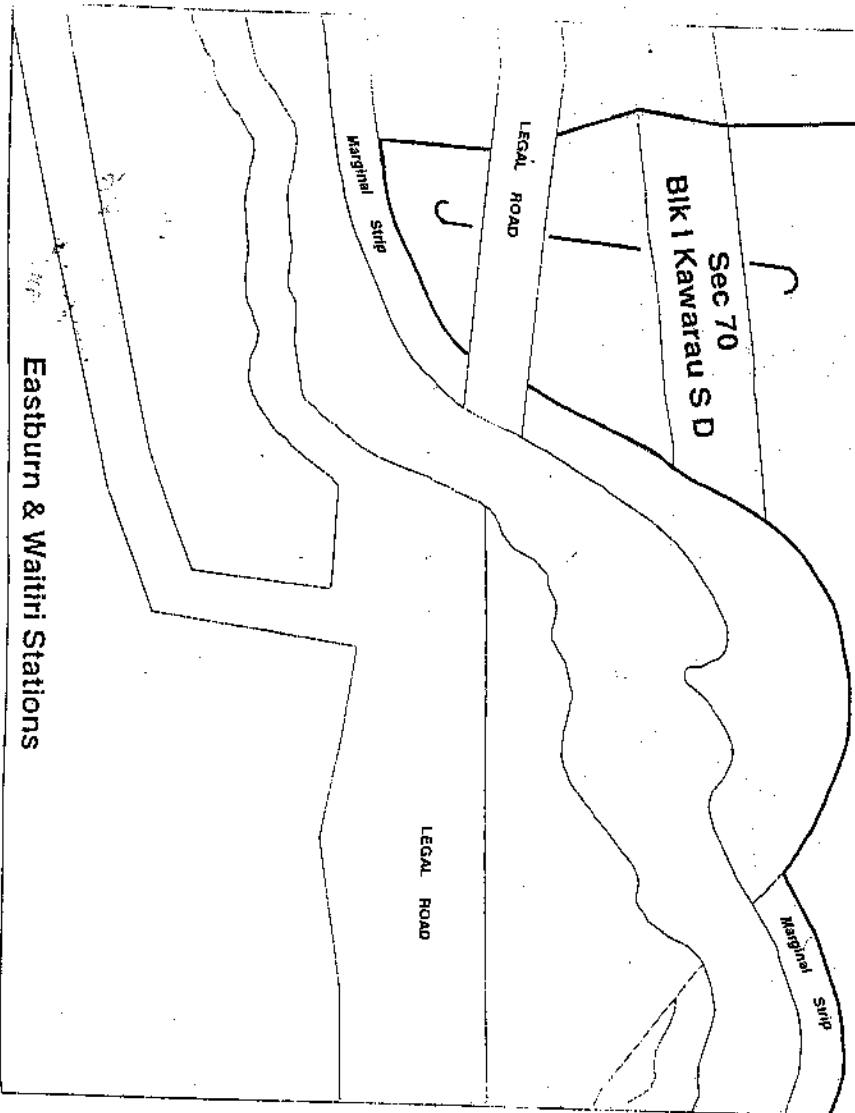 Sec 70
Blk I Kawarau S D
LEGAL ROAD
Marginal Strip
Marginal Strip
LEGAL ROAD
Eastburn & Waitiri Stations